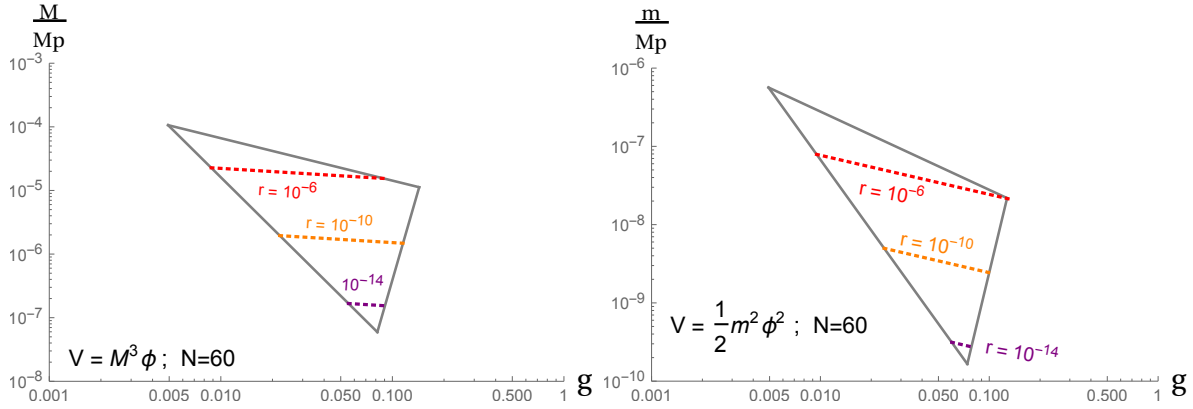 M
Mp
10⁻³
10⁻⁴
10⁻⁵
10⁻⁶
10⁻⁷
10⁻⁸
r = 10⁻⁶
r = 10⁻¹⁰
10⁻¹⁴
V = M³ϕ ; N=60
0.001 0.005 0.010 0.050 0.100 0.500 1
g
m
Mp
10⁻⁶
10⁻⁷
10⁻⁸
10⁻⁹
10⁻¹⁰
r = 10⁻⁶
r = 10⁻¹⁰
r = 10⁻¹⁴
V = 1/2 m²ϕ² ; N=60
0.001 0.005 0.010 0.050 0.100 0.500 1
g